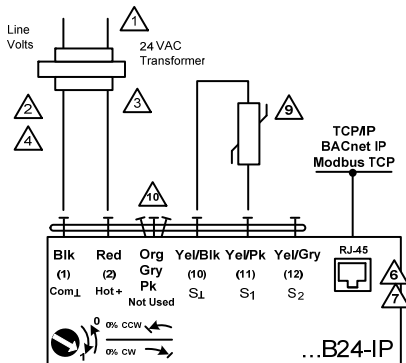 Line
Volts
1
24 VAC
Transformer
2
3
4
9
TCP/IP
BACnet IP
Modbus TCP
10
Blk
Red
Org
Gry
Pk
Yel/Blk
Yel/Pk
Yel/Gry
RJ-45
(1)
(2)
Not Used
(10)
(11)
(12)
Com⊥
Hot +
S⊥
S1
S2
6
7
0
1
0% CCW
0% CW
...B24-IP